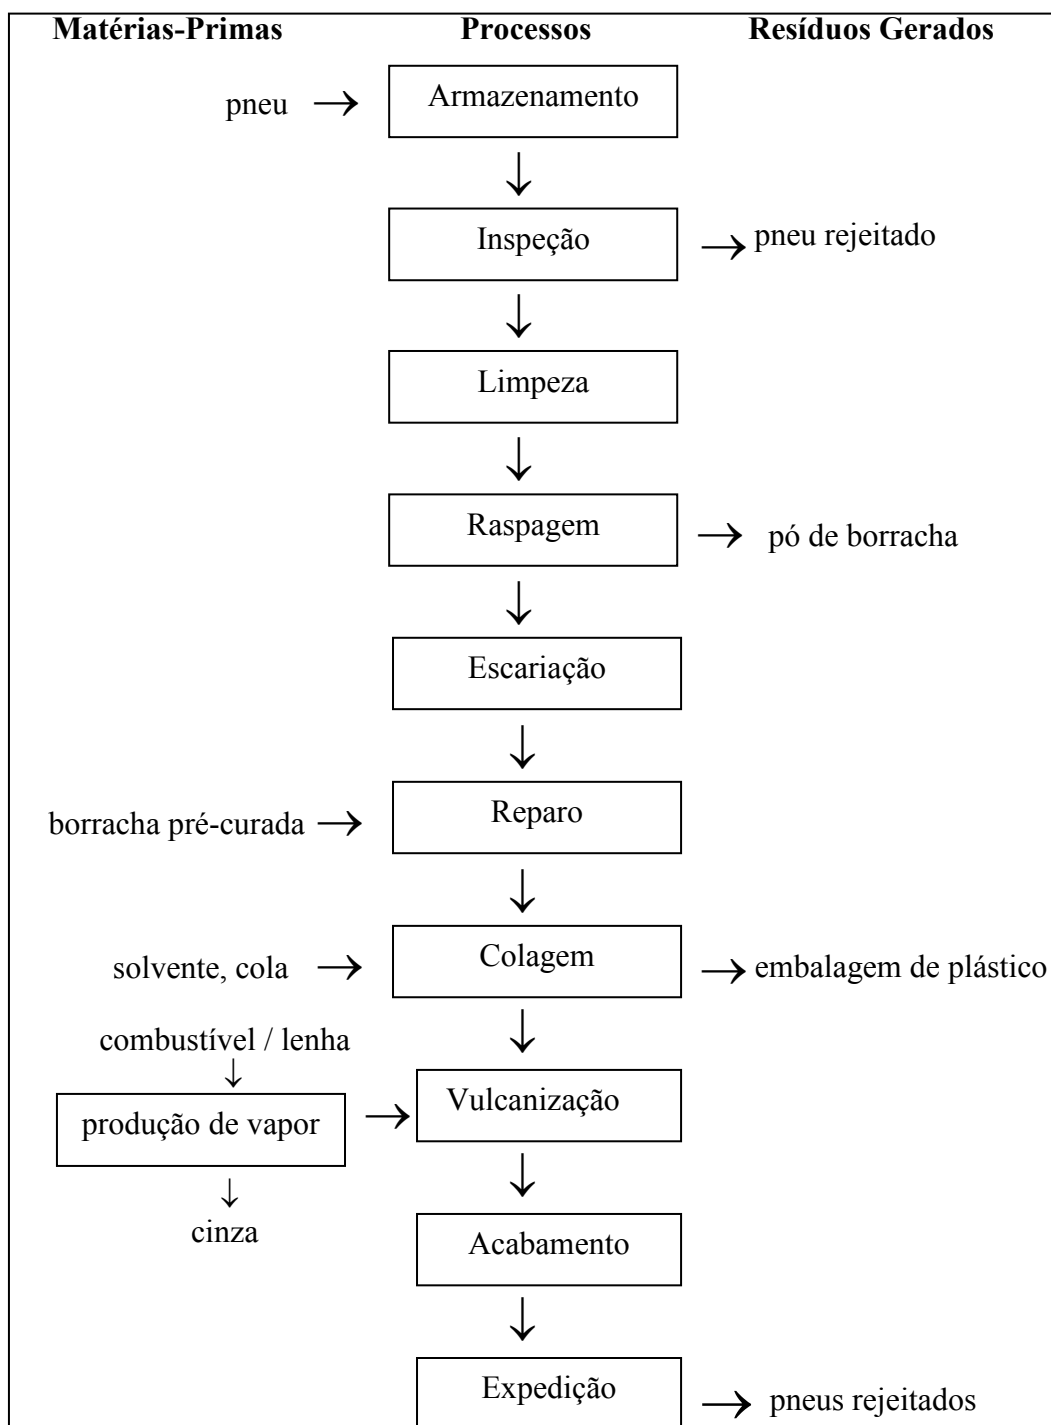 Matérias-Primas Processos Resíduos Gerados
pneu → Armazenamento
↓
Inspeção → pneu rejeitado
↓
Limpeza
↓
Raspagem → pó de borracha
↓
Escariação
↓
borracha pré-curada → Reparo
↓
solvente, cola → Colagem → embalagem de plástico
combustível / lenha ↓
↓
produção de vapor → Vulcanização
↓ ↓
cinza
Acabamento
↓
Expedição → pneus rejeitados